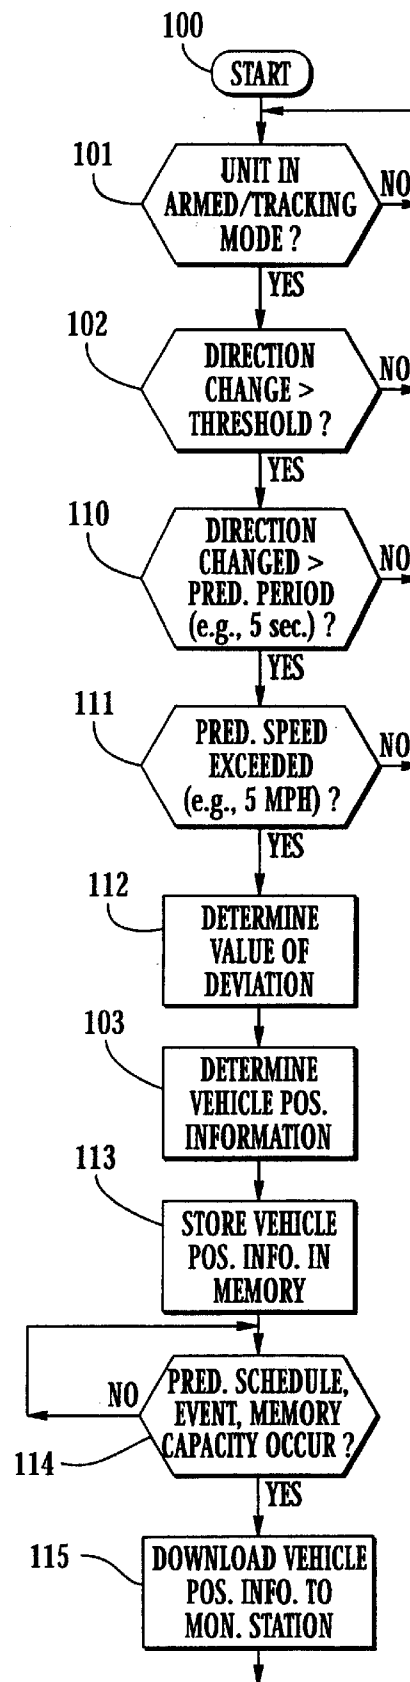 100
START
101
UNIT IN
ARMED/TRACKING
MODE ?
NO
YES
102
DIRECTION
CHANGE >
THRESHOLD ?
NO
YES
110
DIRECTION
CHANGED >
PRED. PERIOD
(e.g., 5 sec.) ?
NO
YES
111
PRED. SPEED
EXCEEDED
(e.g., 5 MPH) ?
NO
YES
112
DETERMINE
VALUE OF
DEVIATION
103
DETERMINE
VEHICLE POS.
INFORMATION
113
STORE VEHICLE
POS. INFO. IN
MEMORY
NO
PRED. SCHEDULE,
EVENT, MEMORY
CAPACITY OCCUR ?
114
YES
115
DOWNLOAD VEHICLE
POS. INFO. TO
MON. STATION